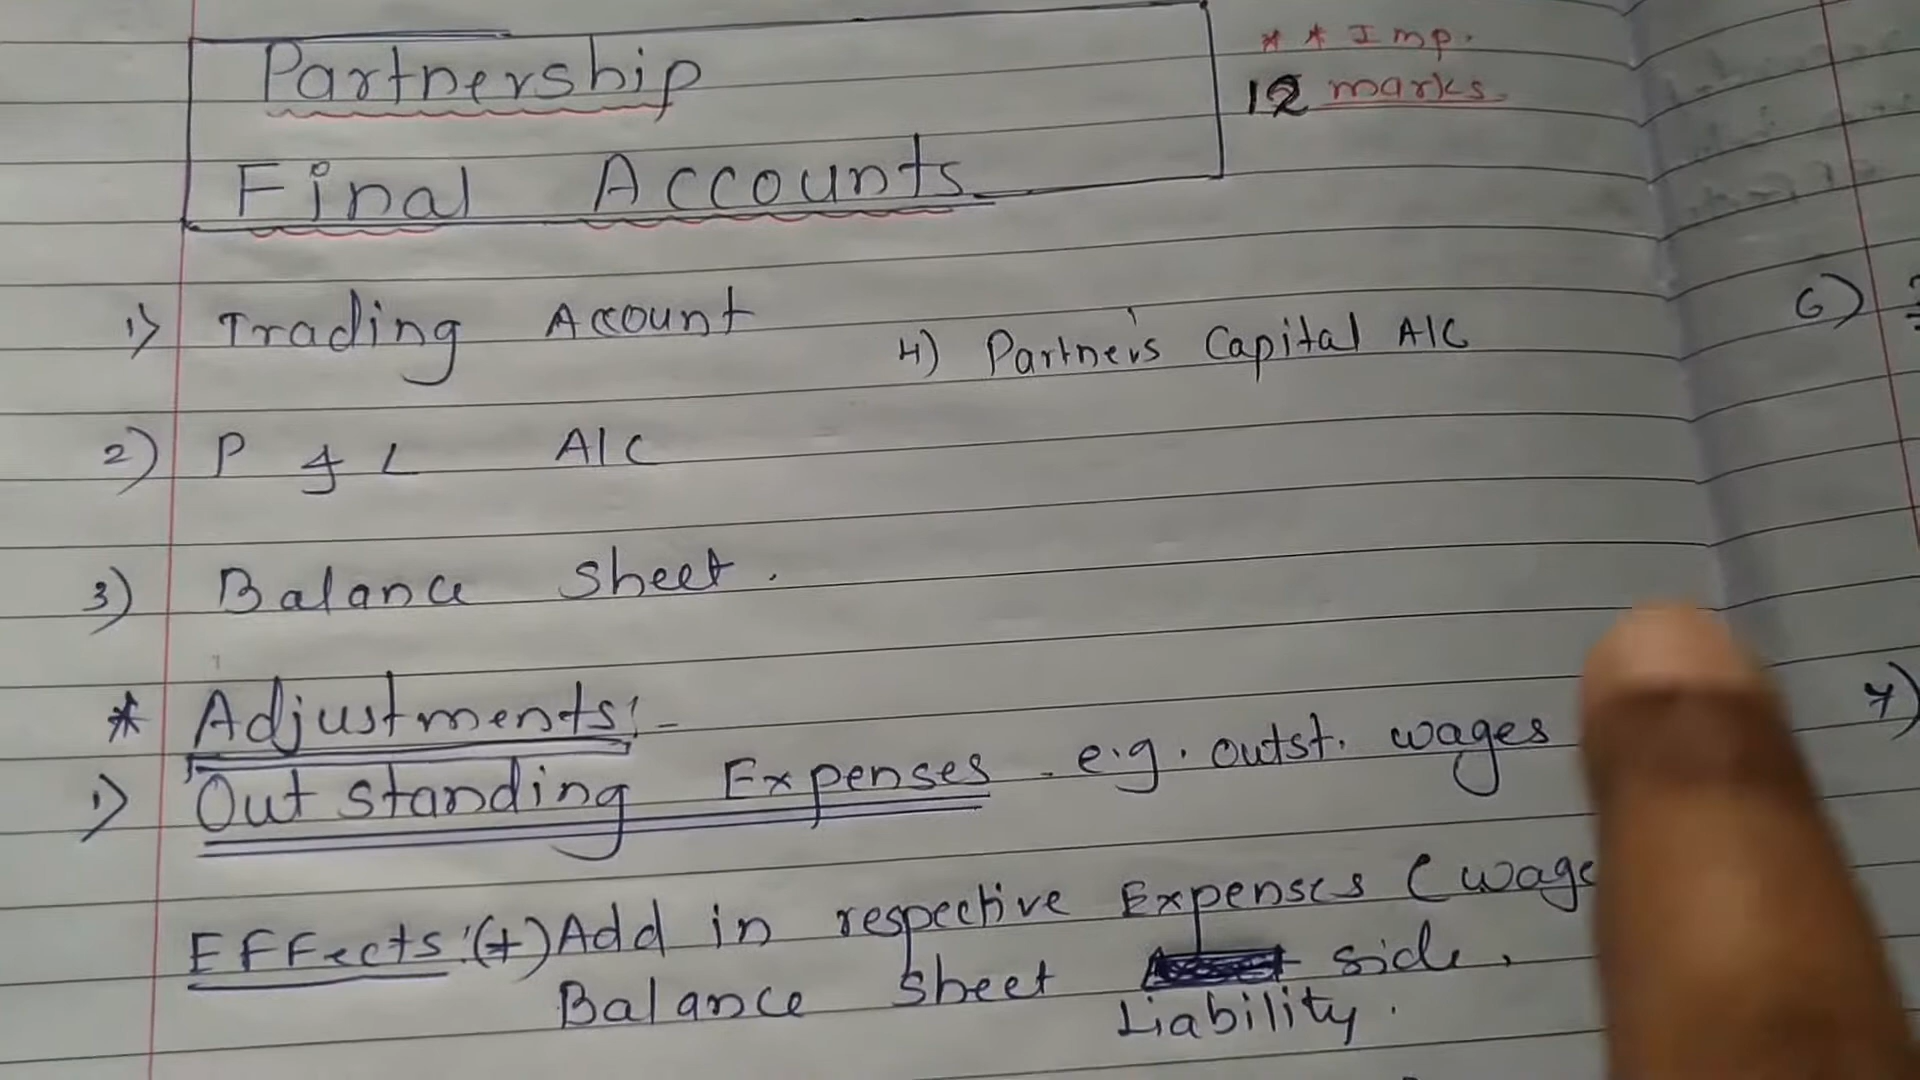 Partnership
Final Accounts
* * Imp.
12 marks
1) Trading Account
4) Partner's Capital A/C
2) P & L A/C
3) Balance Sheet.
* Adjustments:-
1) Out standing Expenses - e.g. outst. wages
Effects:(+) Add in respective Expenses (wage
Balance Sheet side.
Liability.
6)
7)